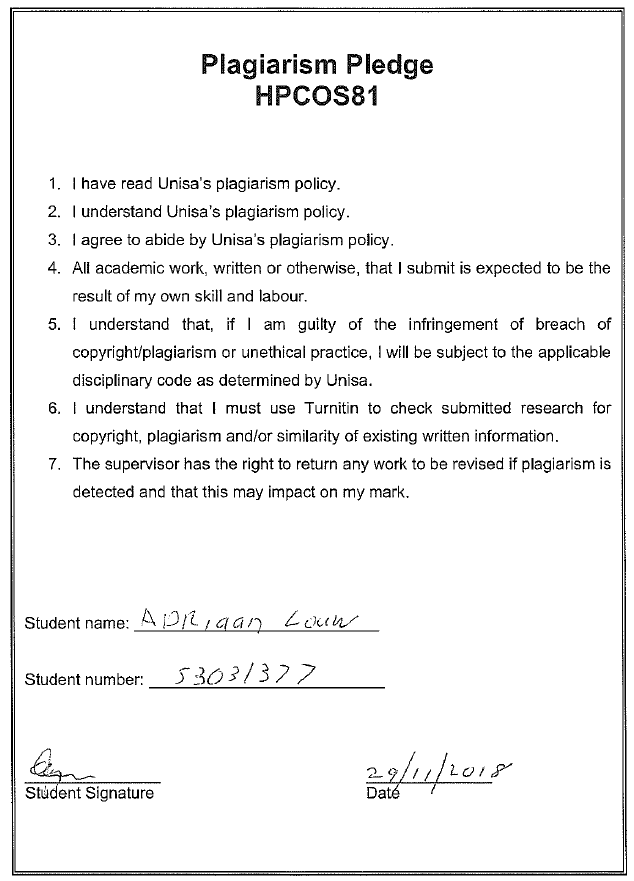 Plagiarism Pledge
HPCOS81
1. I have read Unisa's plagiarism policy.
2. I understand Unisa's plagiarism policy.
3. I agree to abide by Unisa's plagiarism policy.
4. All academic work, written or otherwise, that I submit is expected to be the
result of my own skill and labour.
5. I understand that, if I am guilty of the infringement of breach of
copyright/plagiarism or unethical practice, I will be subject to the applicable
disciplinary code as determined by Unisa.
6. I understand that I must use Turnitin to check submitted research for
copyright, plagiarism and/or similarity of existing written information.
7. The supervisor has the right to return any work to be revised if plagiarism is
detected and that this may impact on my mark.
Student name: ADRiaan Louw
Student number: 53031377
29/11/2018
Student Signature Date